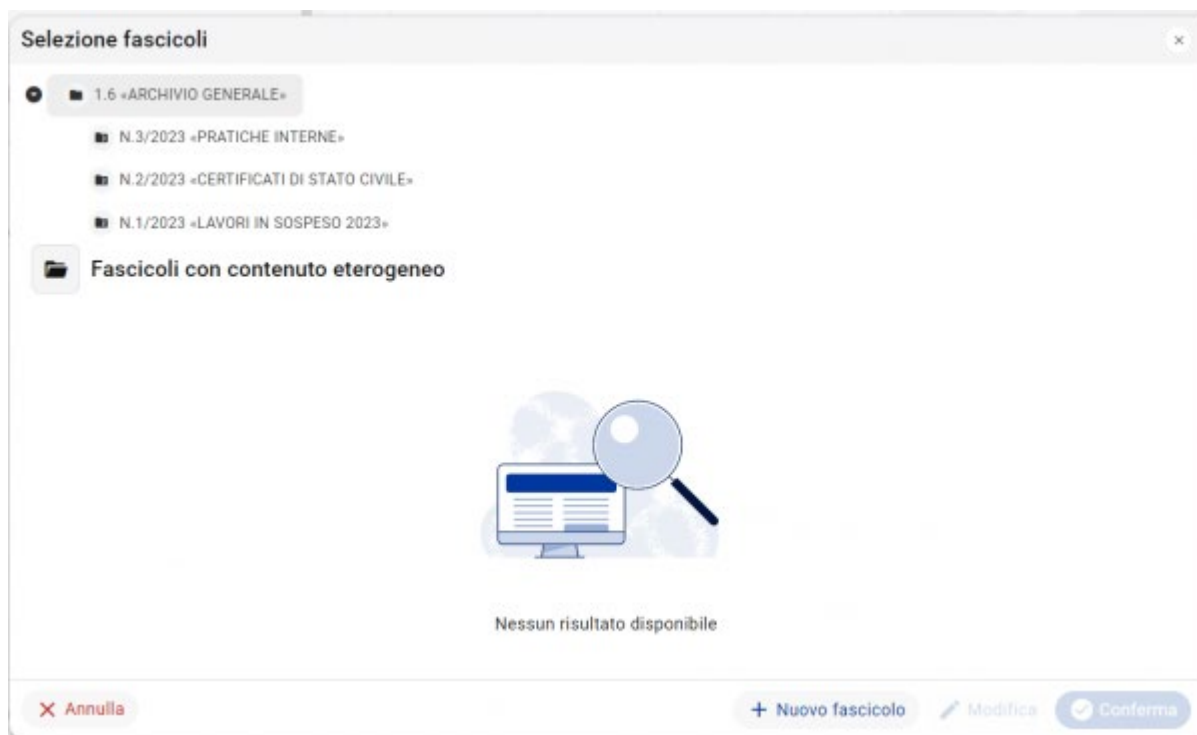 Selezione fascicoli
1.6 «ARCHIVIO GENERALE»
N.3/2023 «PRATICHE INTERNE»
N.2/2023 «CERTIFICATI DI STATO CIVILE»
N.1/2023 «LAVORI IN SOSPESO 2023»
Fascicoli con contenuto eterogeneo
Nessun risultato disponibile
Annulla
+ Nuovo fascicolo
Modifica
Conferma